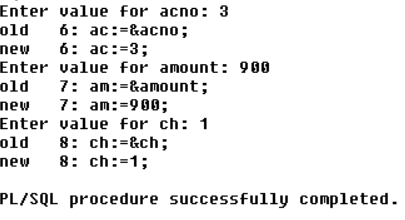 Enter value for acno: 3
old   6: ac:=&acno;
new   6: ac:=3;
Enter value for amount: 900
old   7: am:=&amount;
new   7: am:=900;
Enter value for ch: 1
old   8: ch:=&ch;
new   8: ch:=1;
PL/SQL procedure successfully completed.